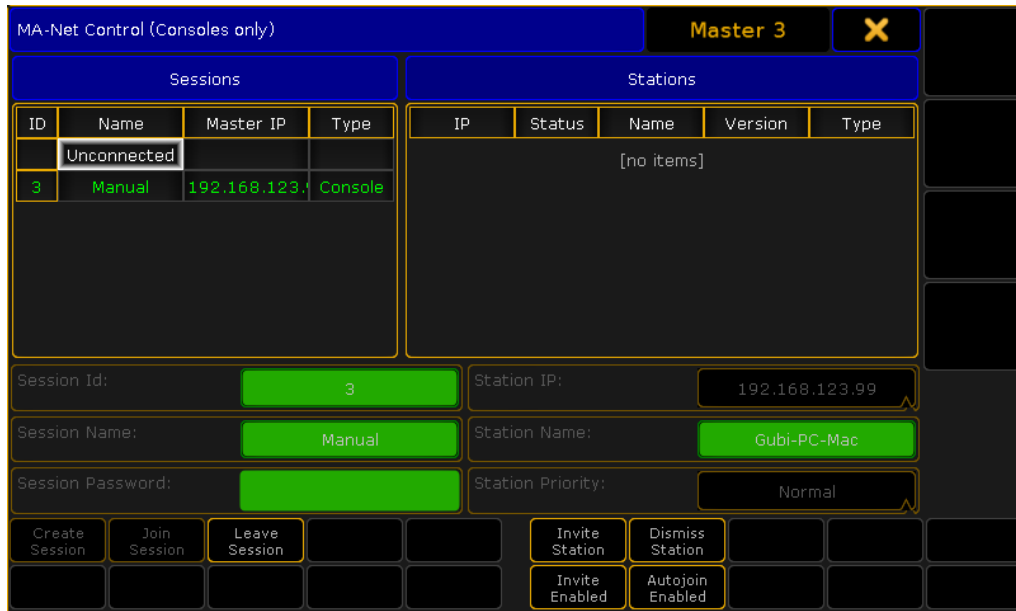 MA-Net Control (Consoles only) Master 3
Sessions Stations
ID Name Master IP Type IP Status Name Version Type
Unconnected [no items]
3 Manual 192.168.123. Console
Session Id: 3 Station IP: 192.168.123.99
Session Name: Manual Station Name: Gubi-PC-Mac
Session Password: Station Priority: Normal
Create Join Leave Invite Dismiss
Session Session Session Station Station
Invite Autojoin
Enabled Enabled